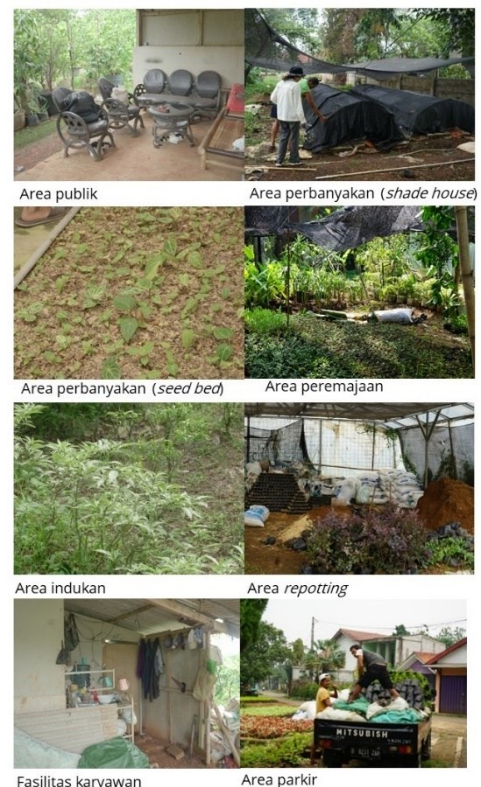 Area publik
Area perbanyakan (shade house)
Area perbanyakan (seed bed)
Area peremajaan
Area indukan
Area repotting
MITSUBISH
Fasilitas karyawan
Area parkir